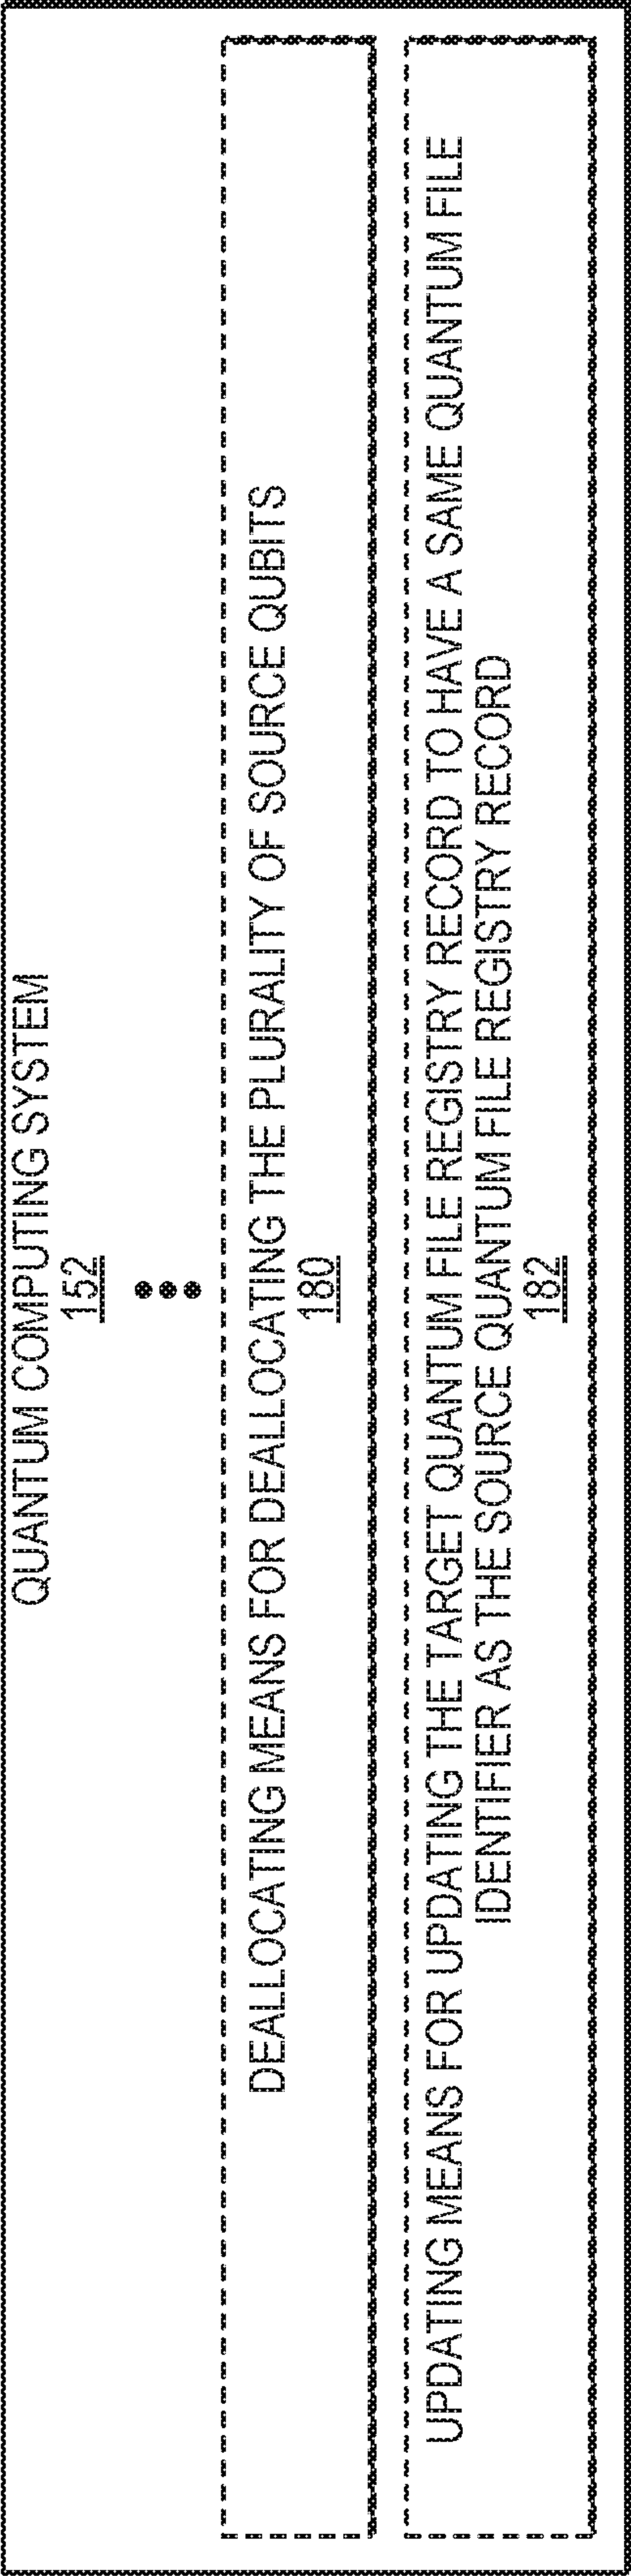 QUANTUM COMPUTING SYSTEM
152
DEALLOCATING MEANS FOR DEALLOCATING THE PLURALITY OF SOURCE QUBITS
180
UPDATING MEANS FOR UPDATING THE TARGET QUANTUM FILE REGISTRY RECORD TO HAVE A SAME QUANTUM FILE
IDENTIFIER AS THE SOURCE QUANTUM FILE REGISTRY RECORD
182